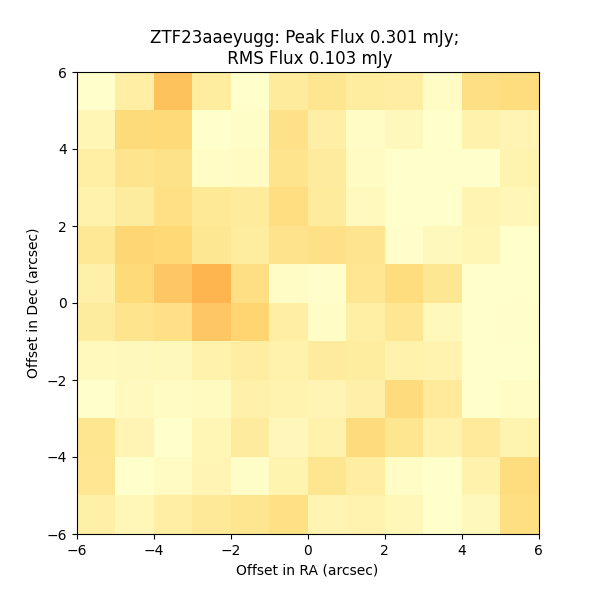 ZTF23aaeyugg: Peak Flux 0.301 mJy;
RMS Flux 0.103 mJy
6
4
2
0
−2
−4
−6
Offset in Dec (arcsec)
−6 −4 −2 0 2 4 6
Offset in RA (arcsec)